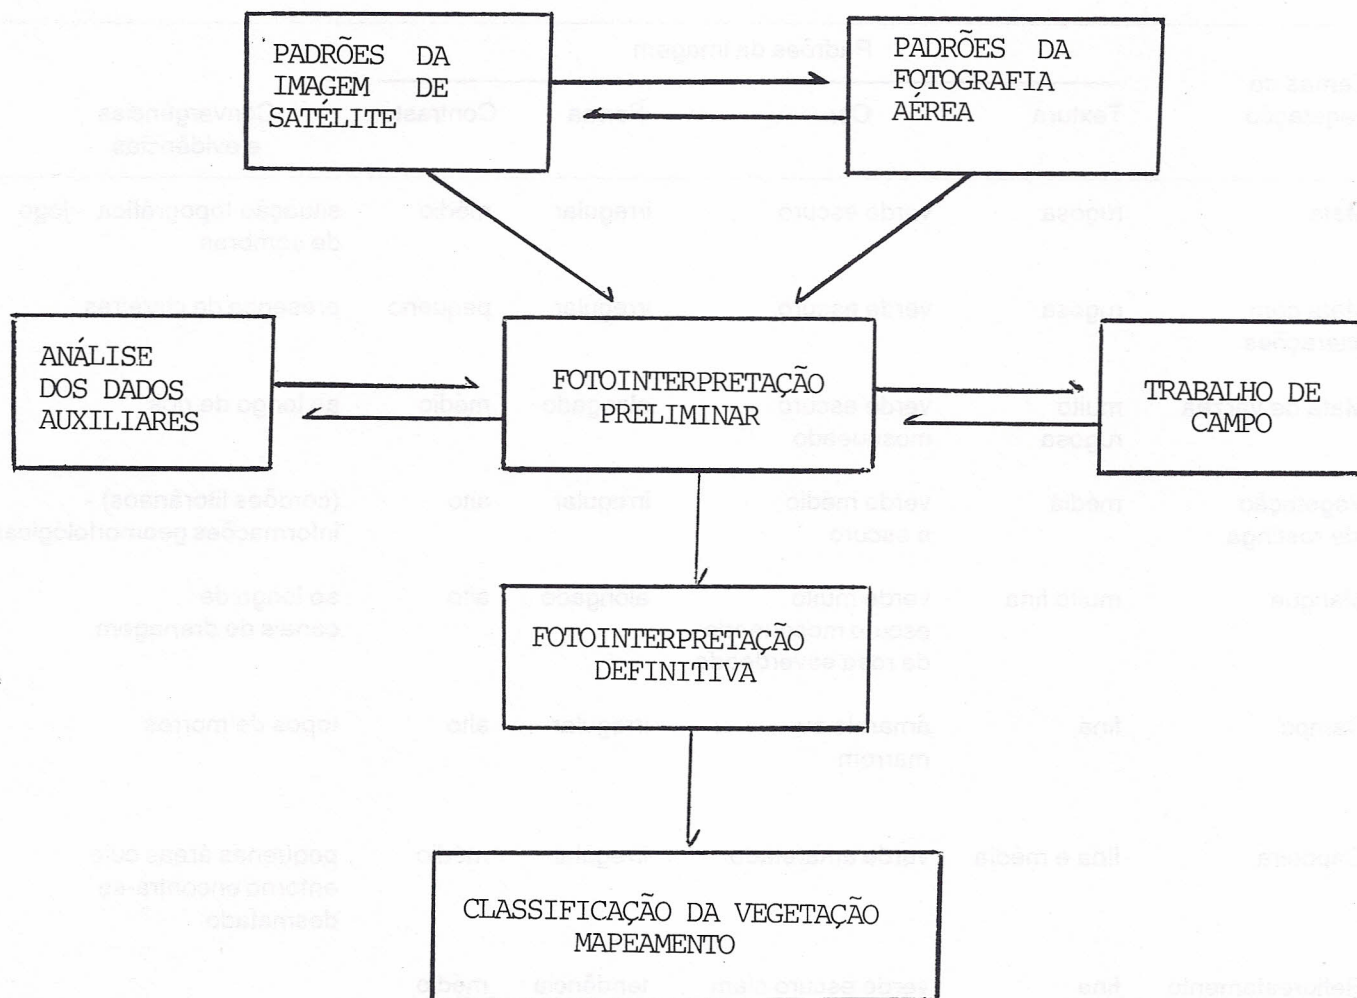 PADRÕES DA
IMAGEM DE
SATÉLITE
PADRÕES DA
FOTOGRAFIA
AÉREA
ANÁLISE
DOS DADOS
AUXILIARES
FOTOINTERPRETAÇÃO
PRELIMINAR
TRABALHO DE
CAMPO
FOTOINTERPRETAÇÃO
DEFINITIVA
CLASSIFICAÇÃO DA VEGETAÇÃO
MAPEAMENTO